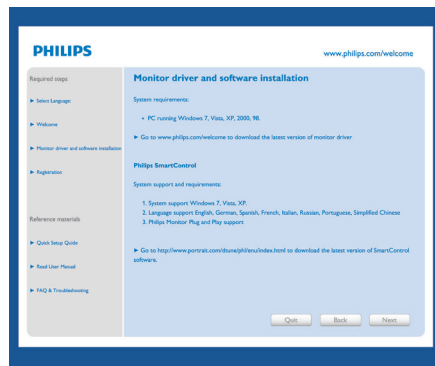 PHILIPS
www.philips.com/welcome
Required steps
Select Language:
Welcome
Monitor driver and software installation
Registration
Reference materials
Quick Setup Guide
Read User Manual
FAQ & Troubleshooting
Monitor driver and software installation
System requirements:
• PC running Windows 7, Vista, XP, 2000, 98.
Go to www.philips.com/welcome to download the latest version of monitor driver
Philips SmartControl
System support and requirements:
1. System support Windows 7, Vista, XP.
2. Language support English, German, Spanish, French, Italian, Russian, Portuguese, Simplified Chinese
3. Philips Monitor Plug and Play support
Go to http://www.portrait.com/dtune/phl/enu/index.html to download the latest version of SmartControl
software.
Quit
Back
Next